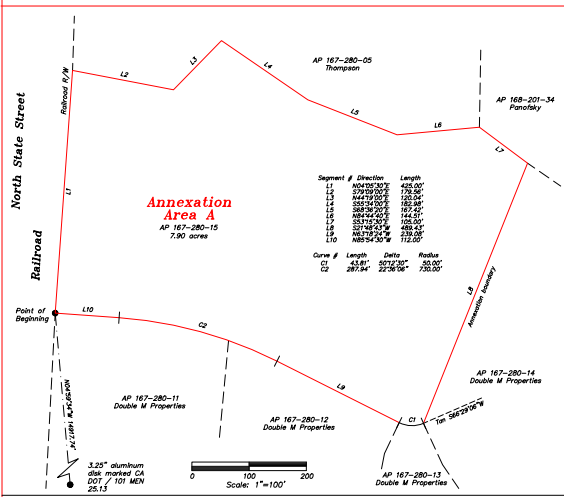 AP 167-280-05
Thompson
AP 168-201-34
Panofsky
Railroad R/W
North State Street
Railroad
L1
L2
L3
L4
L5
L6
L7
L8
Annexation boundary
Annexation
Area A
AP 167-280-15
7.90 acres
Segment # Direction Length
L1 N04°05'30"E 425.00'
L2 S79°09'00"E 179.56'
L3 N44°19'00"E 120.04'
L4 S55°34'00"E 182.98'
L5 S68°36'20"E 167.42'
L6 N84°44'40"E 144.51'
L7 S53°15'30"E 105.00'
L8 S21°48'43"W 489.43'
L9 N63°18'24"W 239.08'
L10 N85°54'30"W 112.00'
Curve # Length Delta Radius
C1 43.81' 50°12'30" 50.00'
C2 287.94' 22°36'06" 730.00'
Point of
Beginning
L10
C2
L9
C1
Tan S66°29'06"W
AP 167-280-14
Double M Properties
AP 167-280-11
Double M Properties
AP 167-280-12
Double M Properties
AP 167-280-13
Double M Properties
3.25" aluminum
disk marked CA
DOT / 101 MEN
25.13
0 100 200
Scale: 1"=100'